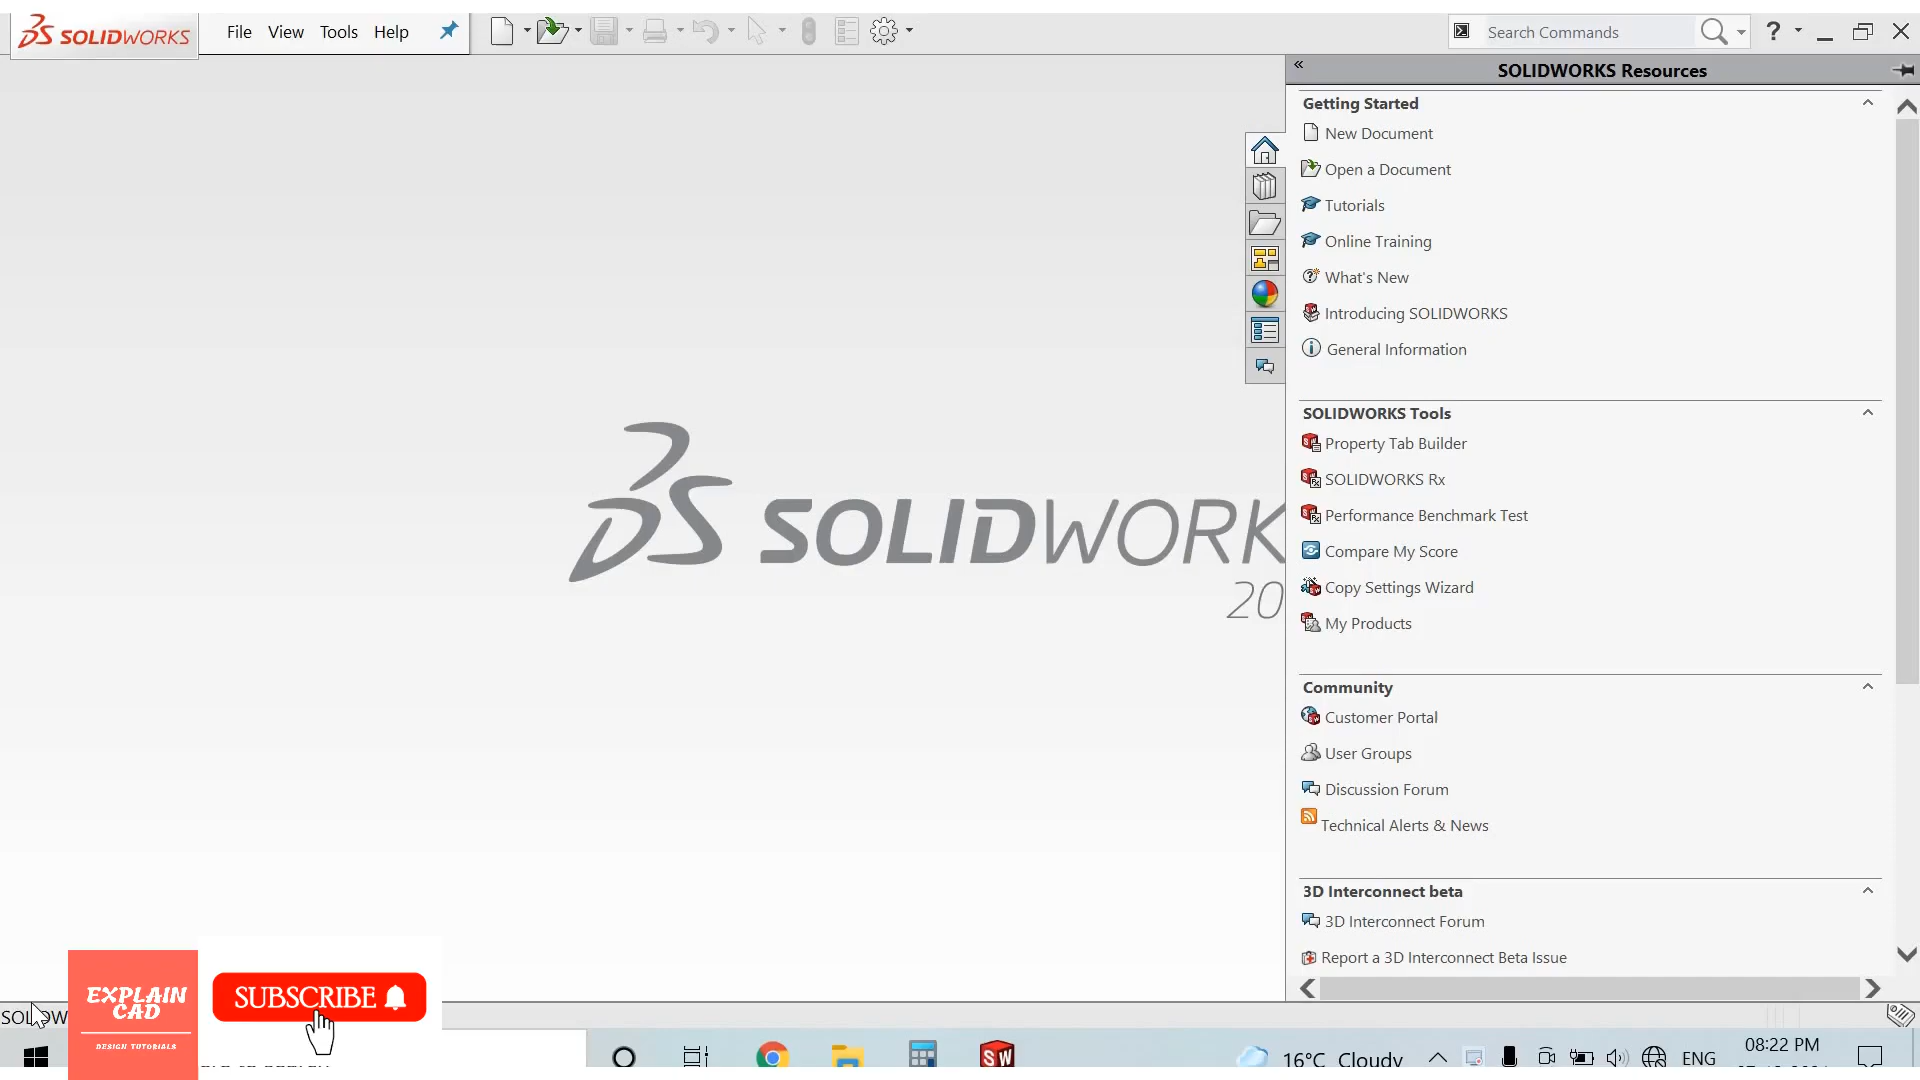 SOLIDWORKS
File View Tools Help
Search Commands
?
SOLIDWORKS Resources
Getting Started
New Document
Open a Document
Tutorials
Online Training
What's New
Introducing SOLIDWORKS
General Information
SOLIDWORKS Tools
Property Tab Builder
SOLIDWORKS Rx
Performance Benchmark Test
Compare My Score
Copy Settings Wizard
My Products
Community
Customer Portal
User Groups
Discussion Forum
Technical Alerts & News
3D Interconnect beta
3D Interconnect Forum
Report a 3D Interconnect Beta Issue
SOLIDWORK
20
EXPLAIN
CAD
DESIGN TUTORIALS
SUBSCRIBE
SW
16°C Cloudy
ENG
08:22 PM